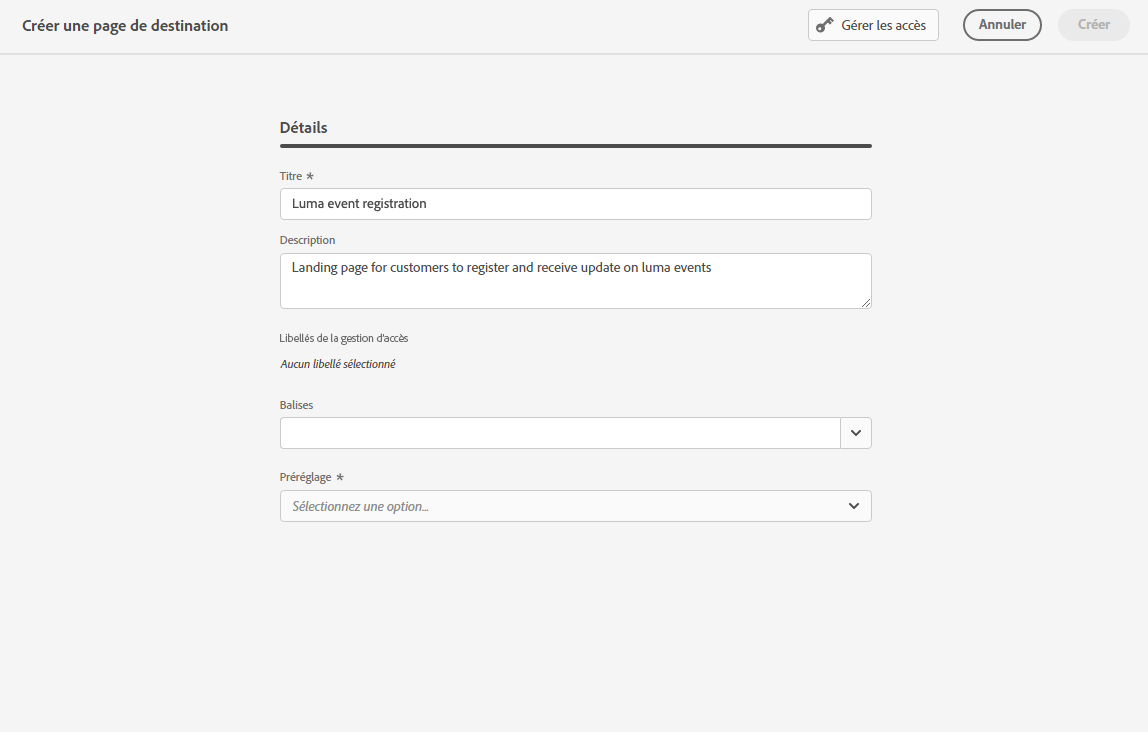 Créer une page de destination
Gérer les accès
Annuler
Créer
Détails
Titre *
Luma event registration
Description
Landing page for customers to register and receive update on luma events
Libellés de la gestion d'accès
Aucun libellé sélectionné
Balises
Préréglage *
Sélectionnez une option...